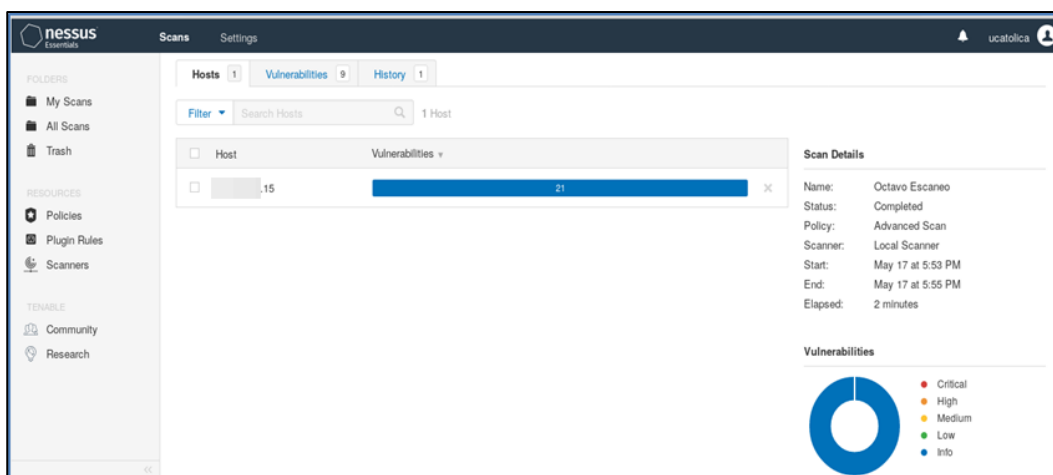 nessus
Essentials
Scans Settings
ucatolica
FOLDERS
My Scans
All Scans
Trash
RESOURCES
Policies
Plugin Rules
Scanners
TENABLE
Community
Research
Hosts 1 Vulnerabilities 9 History 1
Filter Search Hosts 1 Host
Host Vulnerabilities
.15 21
Scan Details
Name: Octavo Escaneo
Status: Completed
Policy: Advanced Scan
Scanner: Local Scanner
Start: May 17 at 5:53 PM
End: May 17 at 5:55 PM
Elapsed: 2 minutes
Vulnerabilities
Critical
High
Medium
Low
Info